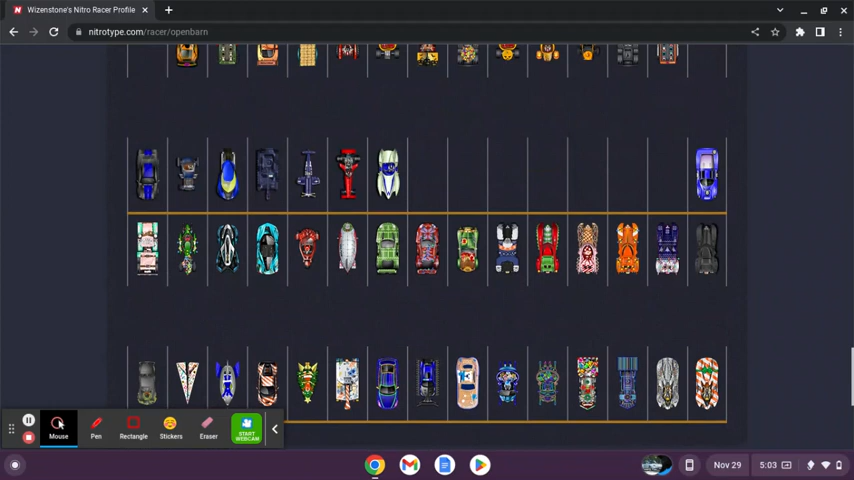 Wizenstone's Nitro Racer Profile
nitrotype.com/racer/openbarn
Mouse
Pen
Rectangle
Stickers
Eraser
START
WEBCAM
Nov 29
5:03